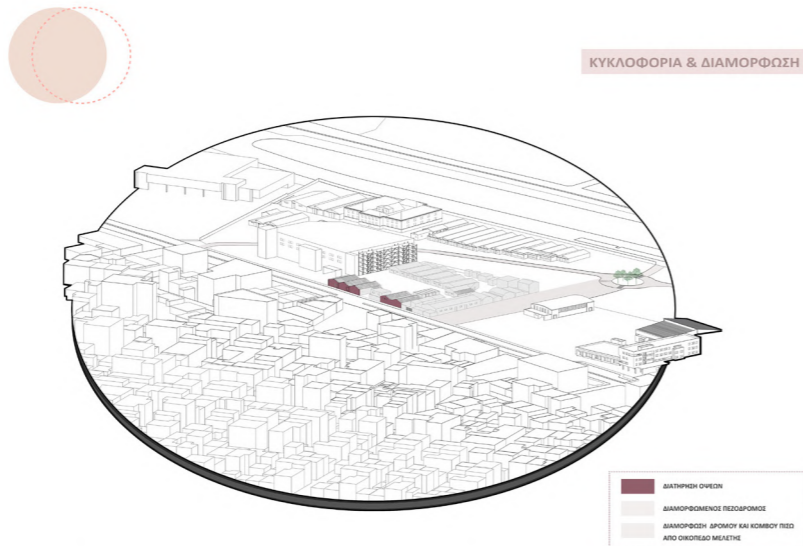 ΚΥΚΛΟΦΟΡΙΑ & ΔΙΑΜΟΡΦΩΣΗ
ΔΙΑΤΗΡΗΣΗ ΟΨΕΩΝ
ΔΙΑΜΟΡΦΩΜΕΝΟΣ ΠΕΖΟΔΡΟΜΟΣ
ΔΙΑΜΟΡΦΩΣΗ ΔΡΟΜΟΥ ΚΑΙ ΚΟΜΒΟΥ ΠΙΣΩ
ΑΠΟ ΟΙΚΟΠΕΔΟ ΜΕΛΕΤΗΣ